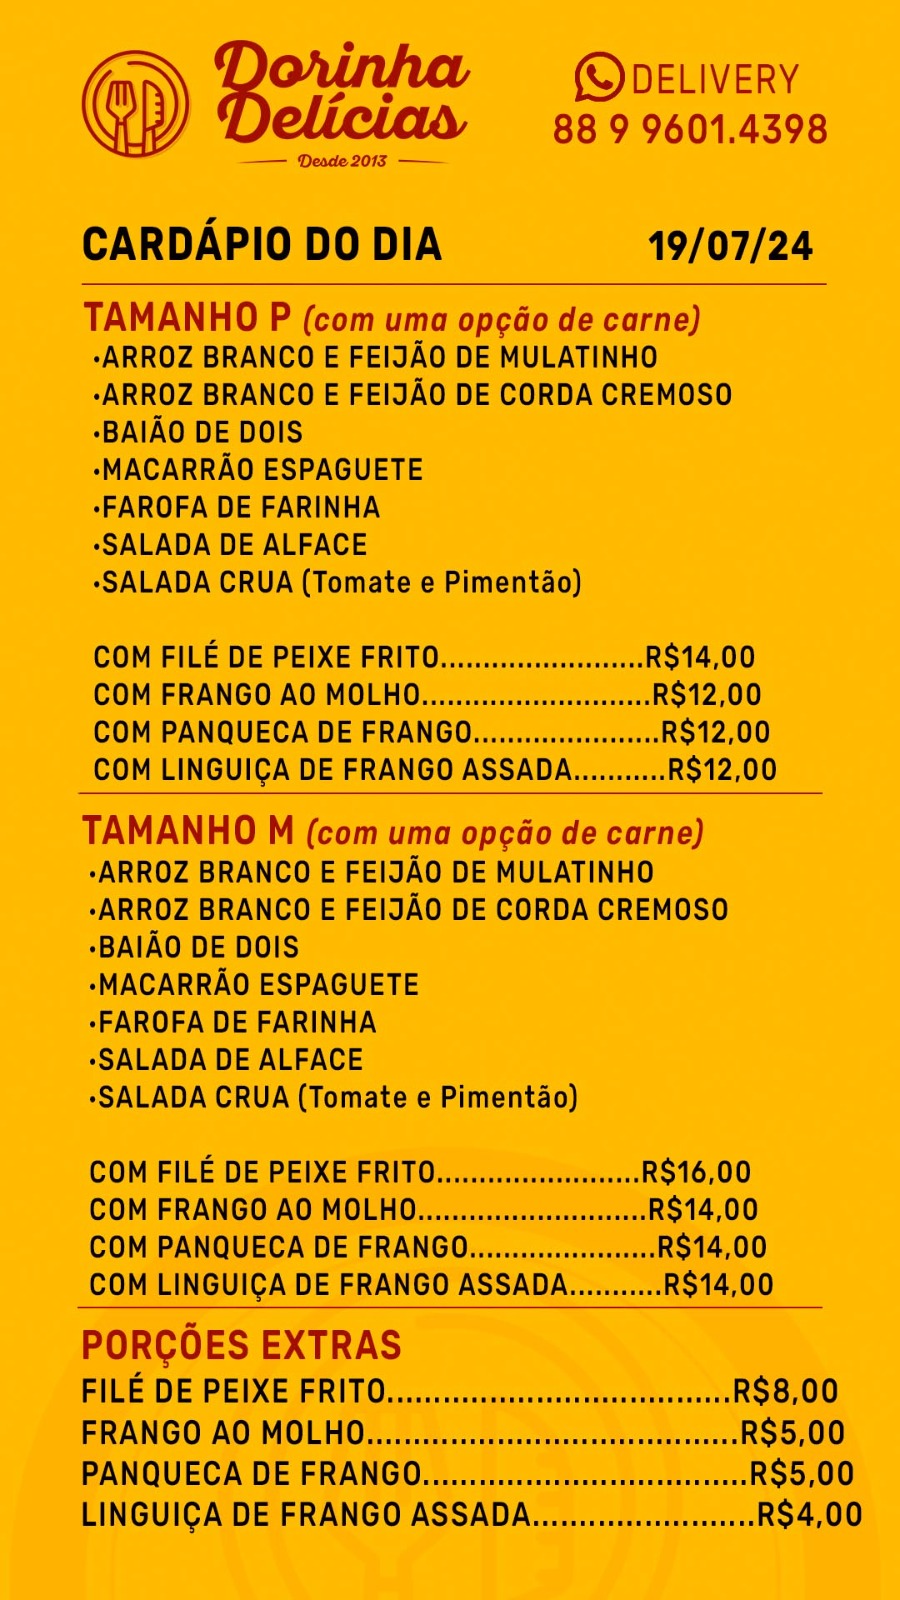 Dorinha
Delícias
Desde 2013
DELIVERY
88 9 9601.4398
CARDÁPIO DO DIA 19/07/24
TAMANHO P (com uma opção de carne)
•ARROZ BRANCO E FEIJÃO DE MULATINHO
•ARROZ BRANCO E FEIJÃO DE CORDA CREMOSO
•BAIÃO DE DOIS
•MACARRÃO ESPAGUETE
•FAROFA DE FARINHA
•SALADA DE ALFACE
•SALADA CRUA (Tomate e Pimentão)
COM FILÉ DE PEIXE FRITO........................R$14,00
COM FRANGO AO MOLHO...........................R$12,00
COM PANQUECA DE FRANGO......................R$12,00
COM LINGUIÇA DE FRANGO ASSADA...........R$12,00
TAMANHO M (com uma opção de carne)
•ARROZ BRANCO E FEIJÃO DE MULATINHO
•ARROZ BRANCO E FEIJÃO DE CORDA CREMOSO
•BAIÃO DE DOIS
•MACARRÃO ESPAGUETE
•FAROFA DE FARINHA
•SALADA DE ALFACE
•SALADA CRUA (Tomate e Pimentão)
COM FILÉ DE PEIXE FRITO........................R$16,00
COM FRANGO AO MOLHO...........................R$14,00
COM PANQUECA DE FRANGO......................R$14,00
COM LINGUIÇA DE FRANGO ASSADA...........R$14,00
PORÇÕES EXTRAS
FILÉ DE PEIXE FRITO.....................................R$8,00
FRANGO AO MOLHO........................................R$5,00
PANQUECA DE FRANGO...................................R$5,00
LINGUIÇA DE FRANGO ASSADA........................R$4,00